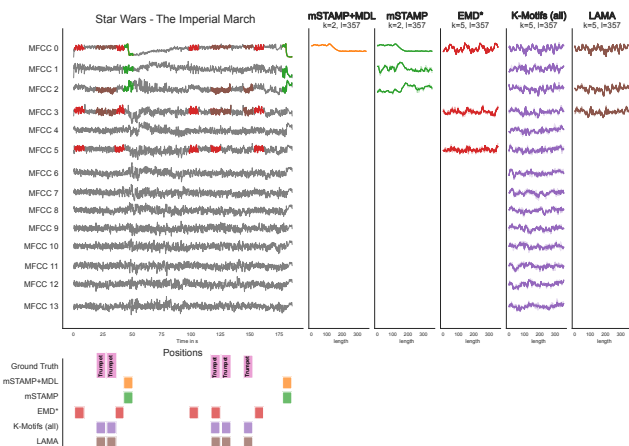 Star Wars - The Imperial March
mSTAMP+MDL
k=2, l=357
mSTAMP
k=2, l=357
EMD*
k=5, l=357
K-Motifs (all)
k=5, l=357
LAMA
k=5, l=357
MFCC 0
MFCC 1
MFCC 2
MFCC 3
MFCC 4
MFCC 5
MFCC 6
MFCC 7
MFCC 8
MFCC 9
MFCC 10
MFCC 11
MFCC 12
MFCC 13
0 25 50 75 100 125 150 175
Time in s
0 100 200 300
length
0 100 200 300
length
0 100 200 300
length
0 100 200 300
length
0 100 200 300
length
Positions
Ground Truth
Trumpet Trumpet Trumpet Trumpet Trumpet
mSTAMP+MDL
mSTAMP
EMD*
K-Motifs (all)
LAMA